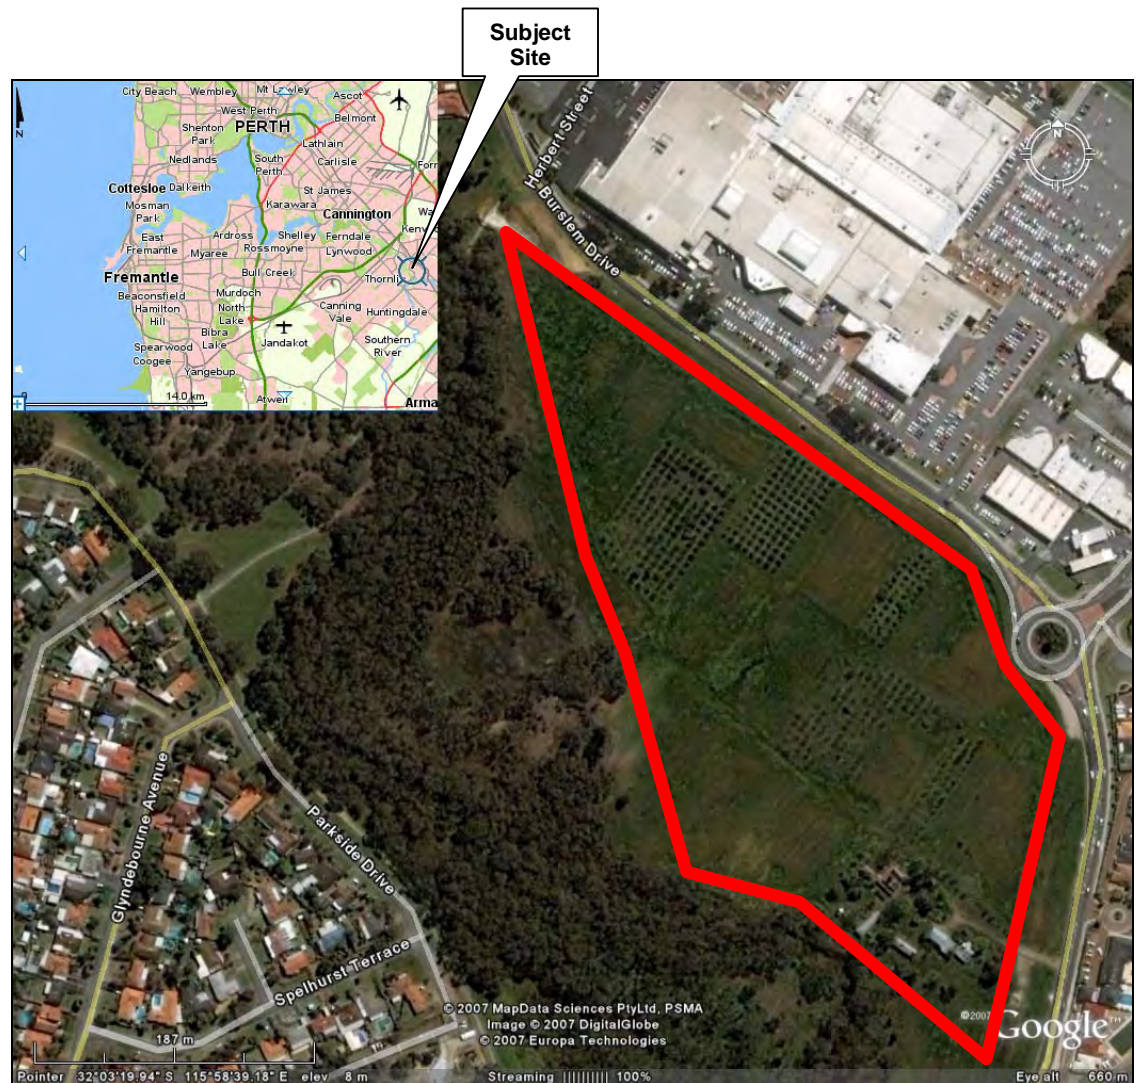 Subject
Site
City Beach
Wembley
Mt Lawley
Ascot
West Perth
Belmont
Shenton
Park
PERTH
Lathlain
Nedlands
South
Perth
Carlisle
Cottesloe
Dalkeith
St James
Mosman
Park
Karawara
Cannington
East
Fremantle
Ardross
Shelley
Ferndale
Myaree
Rossmoyne
Lynwood
Fremantle
Bull Creek
Beaconsfield
Murdoch
Hamilton
Hill
North
Lake
Canning
Vale
Huntingdale
Bibra
Lake
Spearwood
Jandakot
Southern
River
Coogee
Yangebup
14.0 km
Atwell
N
Herbert Street
Burslem Drive
N
Glyndebourne Avenue
Parkside Drive
Spelhurst Terrace
© 2007 MapData Sciences PtyLtd, PSMA
Image © 2007 DigitalGlobe
© 2007 Europa Technologies
©2007 Google™
187 m
Pointer 32°03'19.94" S 115°58'39.18" E elev 8 m
Streaming |||||||||| 100%
Eye alt 660 m